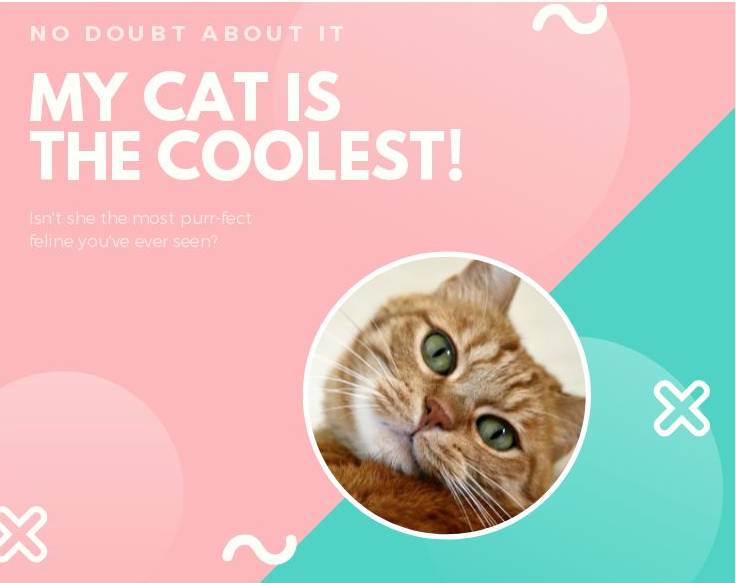 NO DOUBT ABOUT IT
MY CAT IS
THE COOLEST!
Isn't she the most purr-fect
feline you've ever seen?